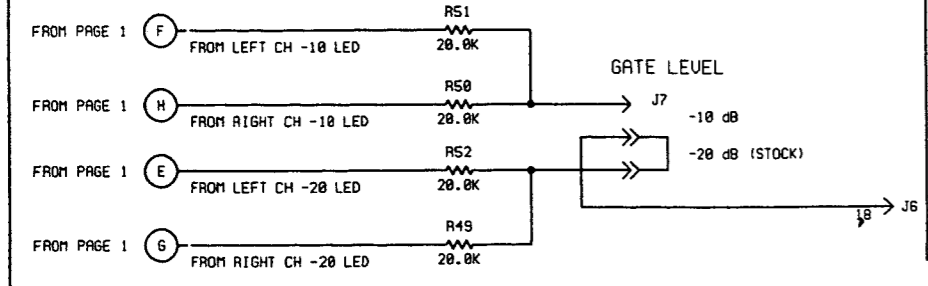 R51
FROM PAGE 1 F
FROM LEFT CH -10 LED 20.0K
GATE LEVEL
R50
FROM PAGE 1 H J7
FROM RIGHT CH -10 LED 20.0K
-10 dB
R52
-20 dB (STOCK)
FROM PAGE 1 E
FROM LEFT CH -20 LED 20.0K
18 J6
R49
FROM PAGE 1 G
FROM RIGHT CH -20 LED 20.0K